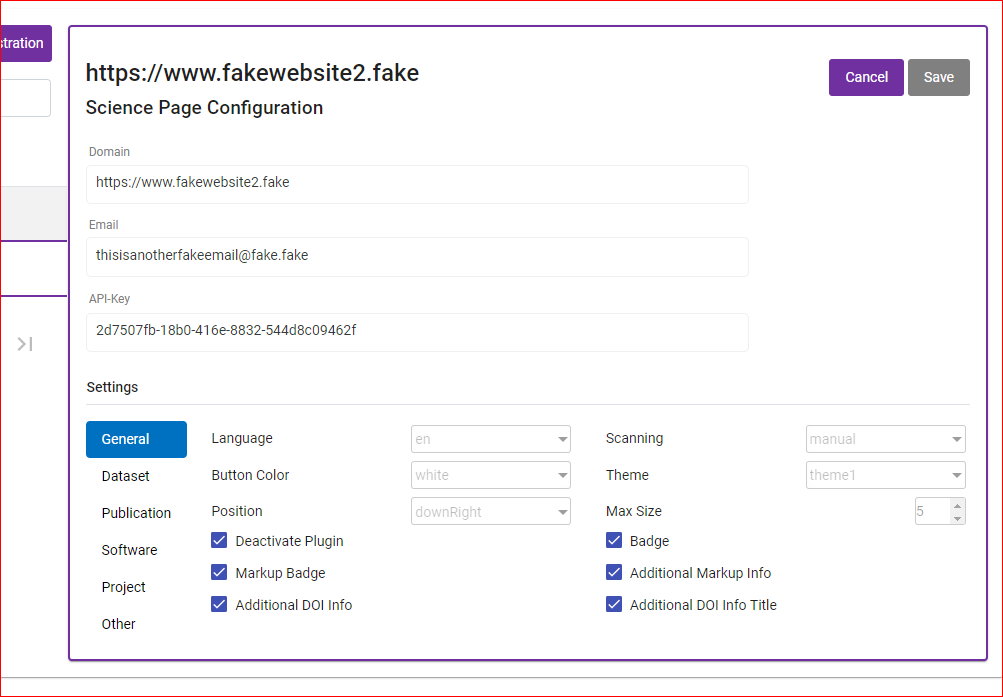 stration
https://www.fakewebsite2.fake
Cancel
Save
Science Page Configuration
Domain
https://www.fakewebsite2.fake
Email
thisisanotherfakeemail@fake.fake
API-Key
2d7507fb-18b0-416e-8832-544d8c09462f
Settings
General
Dataset
Publication
Software
Project
Other
Language en
Button Color white
Position downRight
Deactivate Plugin
Markup Badge
Additional DOI Info
Scanning manual
Theme theme1
Max Size 5
Badge
Additional Markup Info
Additional DOI Info Title